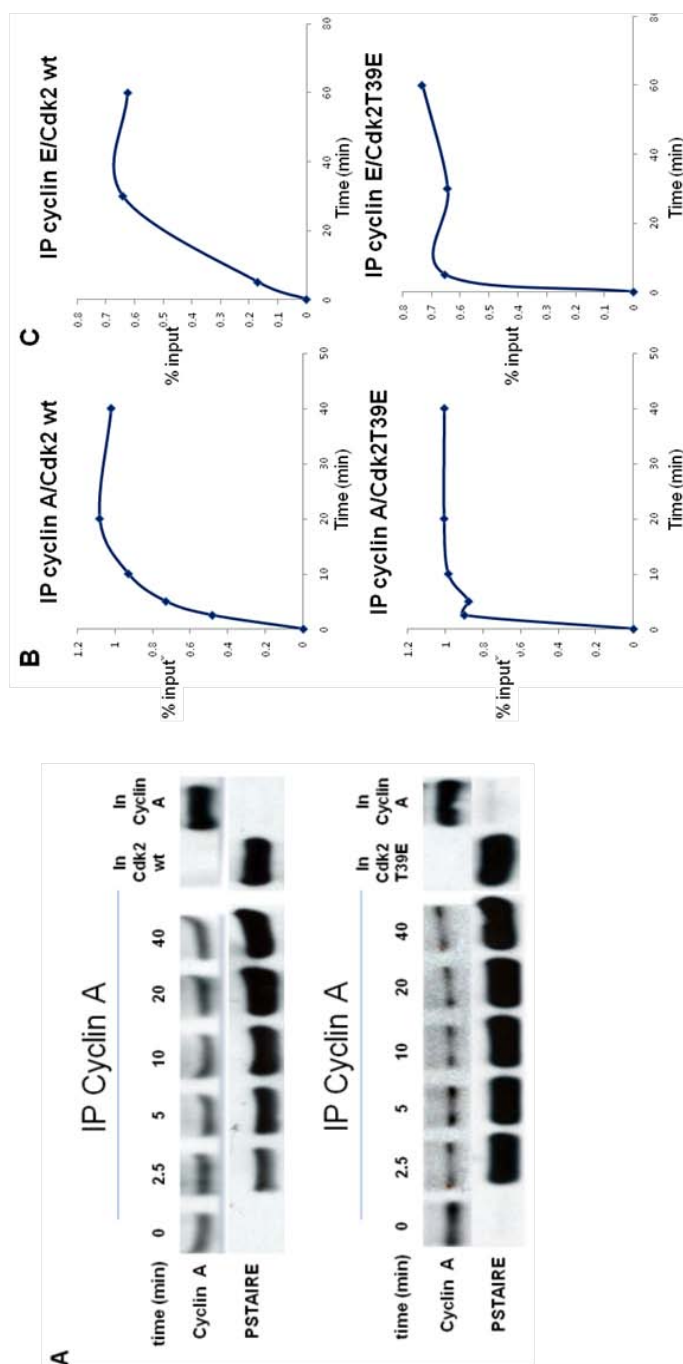 A
IP Cyclin A
time (min) 0 2.5 5 10 20 40 In Cdk2 wt In Cyclin A
Cyclin A
PSTAIRE
IP Cyclin A
time (min) 0 2.5 5 10 20 40 In Cdk2 T39E In Cyclin A
Cyclin A
PSTAIRE
B
IP cyclin A/Cdk2 wt
% input
1.2
1
0.8
0.6
0.4
0.2
0
0 10 20 30 40 50
Time (min)
IP cyclin A/Cdk2T39E
% input
1.2
1
0.8
0.6
0.4
0.2
0
0 10 20 30 40 50
Time (min)
C
IP cyclin E/Cdk2 wt
% input
0.8
0.7
0.6
0.5
0.4
0.3
0.2
0.1
0
0 20 40 60 80
Time (min)
IP cyclin E/Cdk2T39E
% input
0.8
0.7
0.6
0.5
0.4
0.3
0.2
0.1
0
0 20 40 60 80
Time (min)